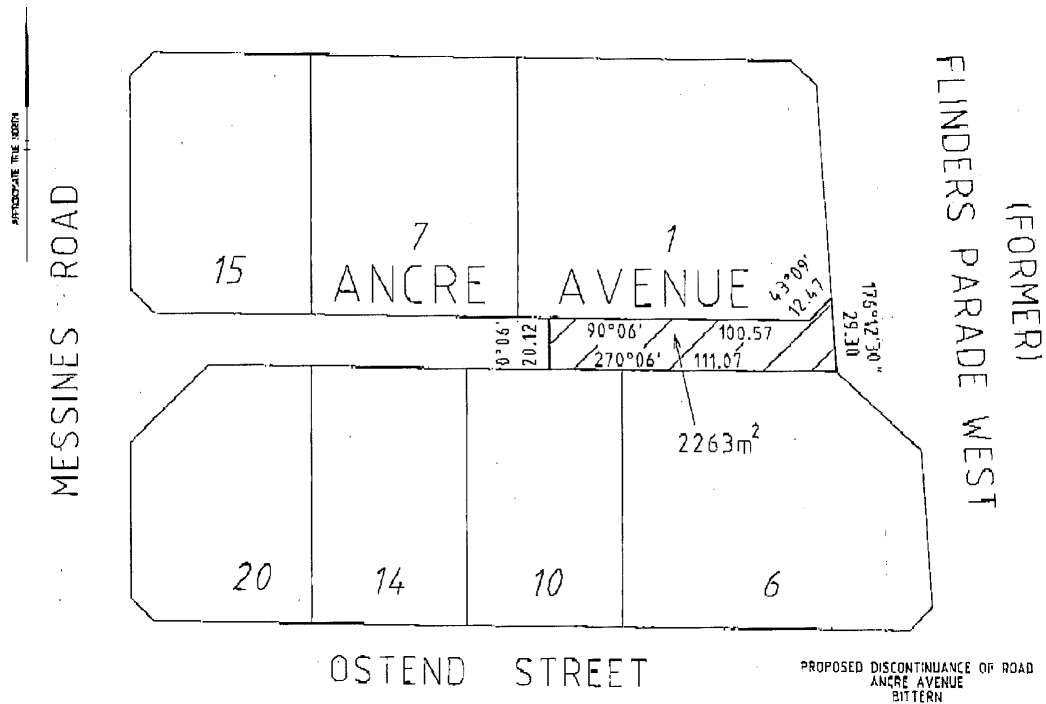 APPROXIMATE TRUE NORTH
MESSINES ROAD
FLINDERS PARADE WEST
(FORMER)
15
7
1
ANCRE AVENUE
43°09'
12.47
175°12'30"
29.30
0°06'
20.12
90°06' 100.57
270°06' 111.07
2263m²
20
14
10
6
OSTEND STREET
PROPOSED DISCONTINUANCE OF ROAD
ANCRE AVENUE
BITTERN